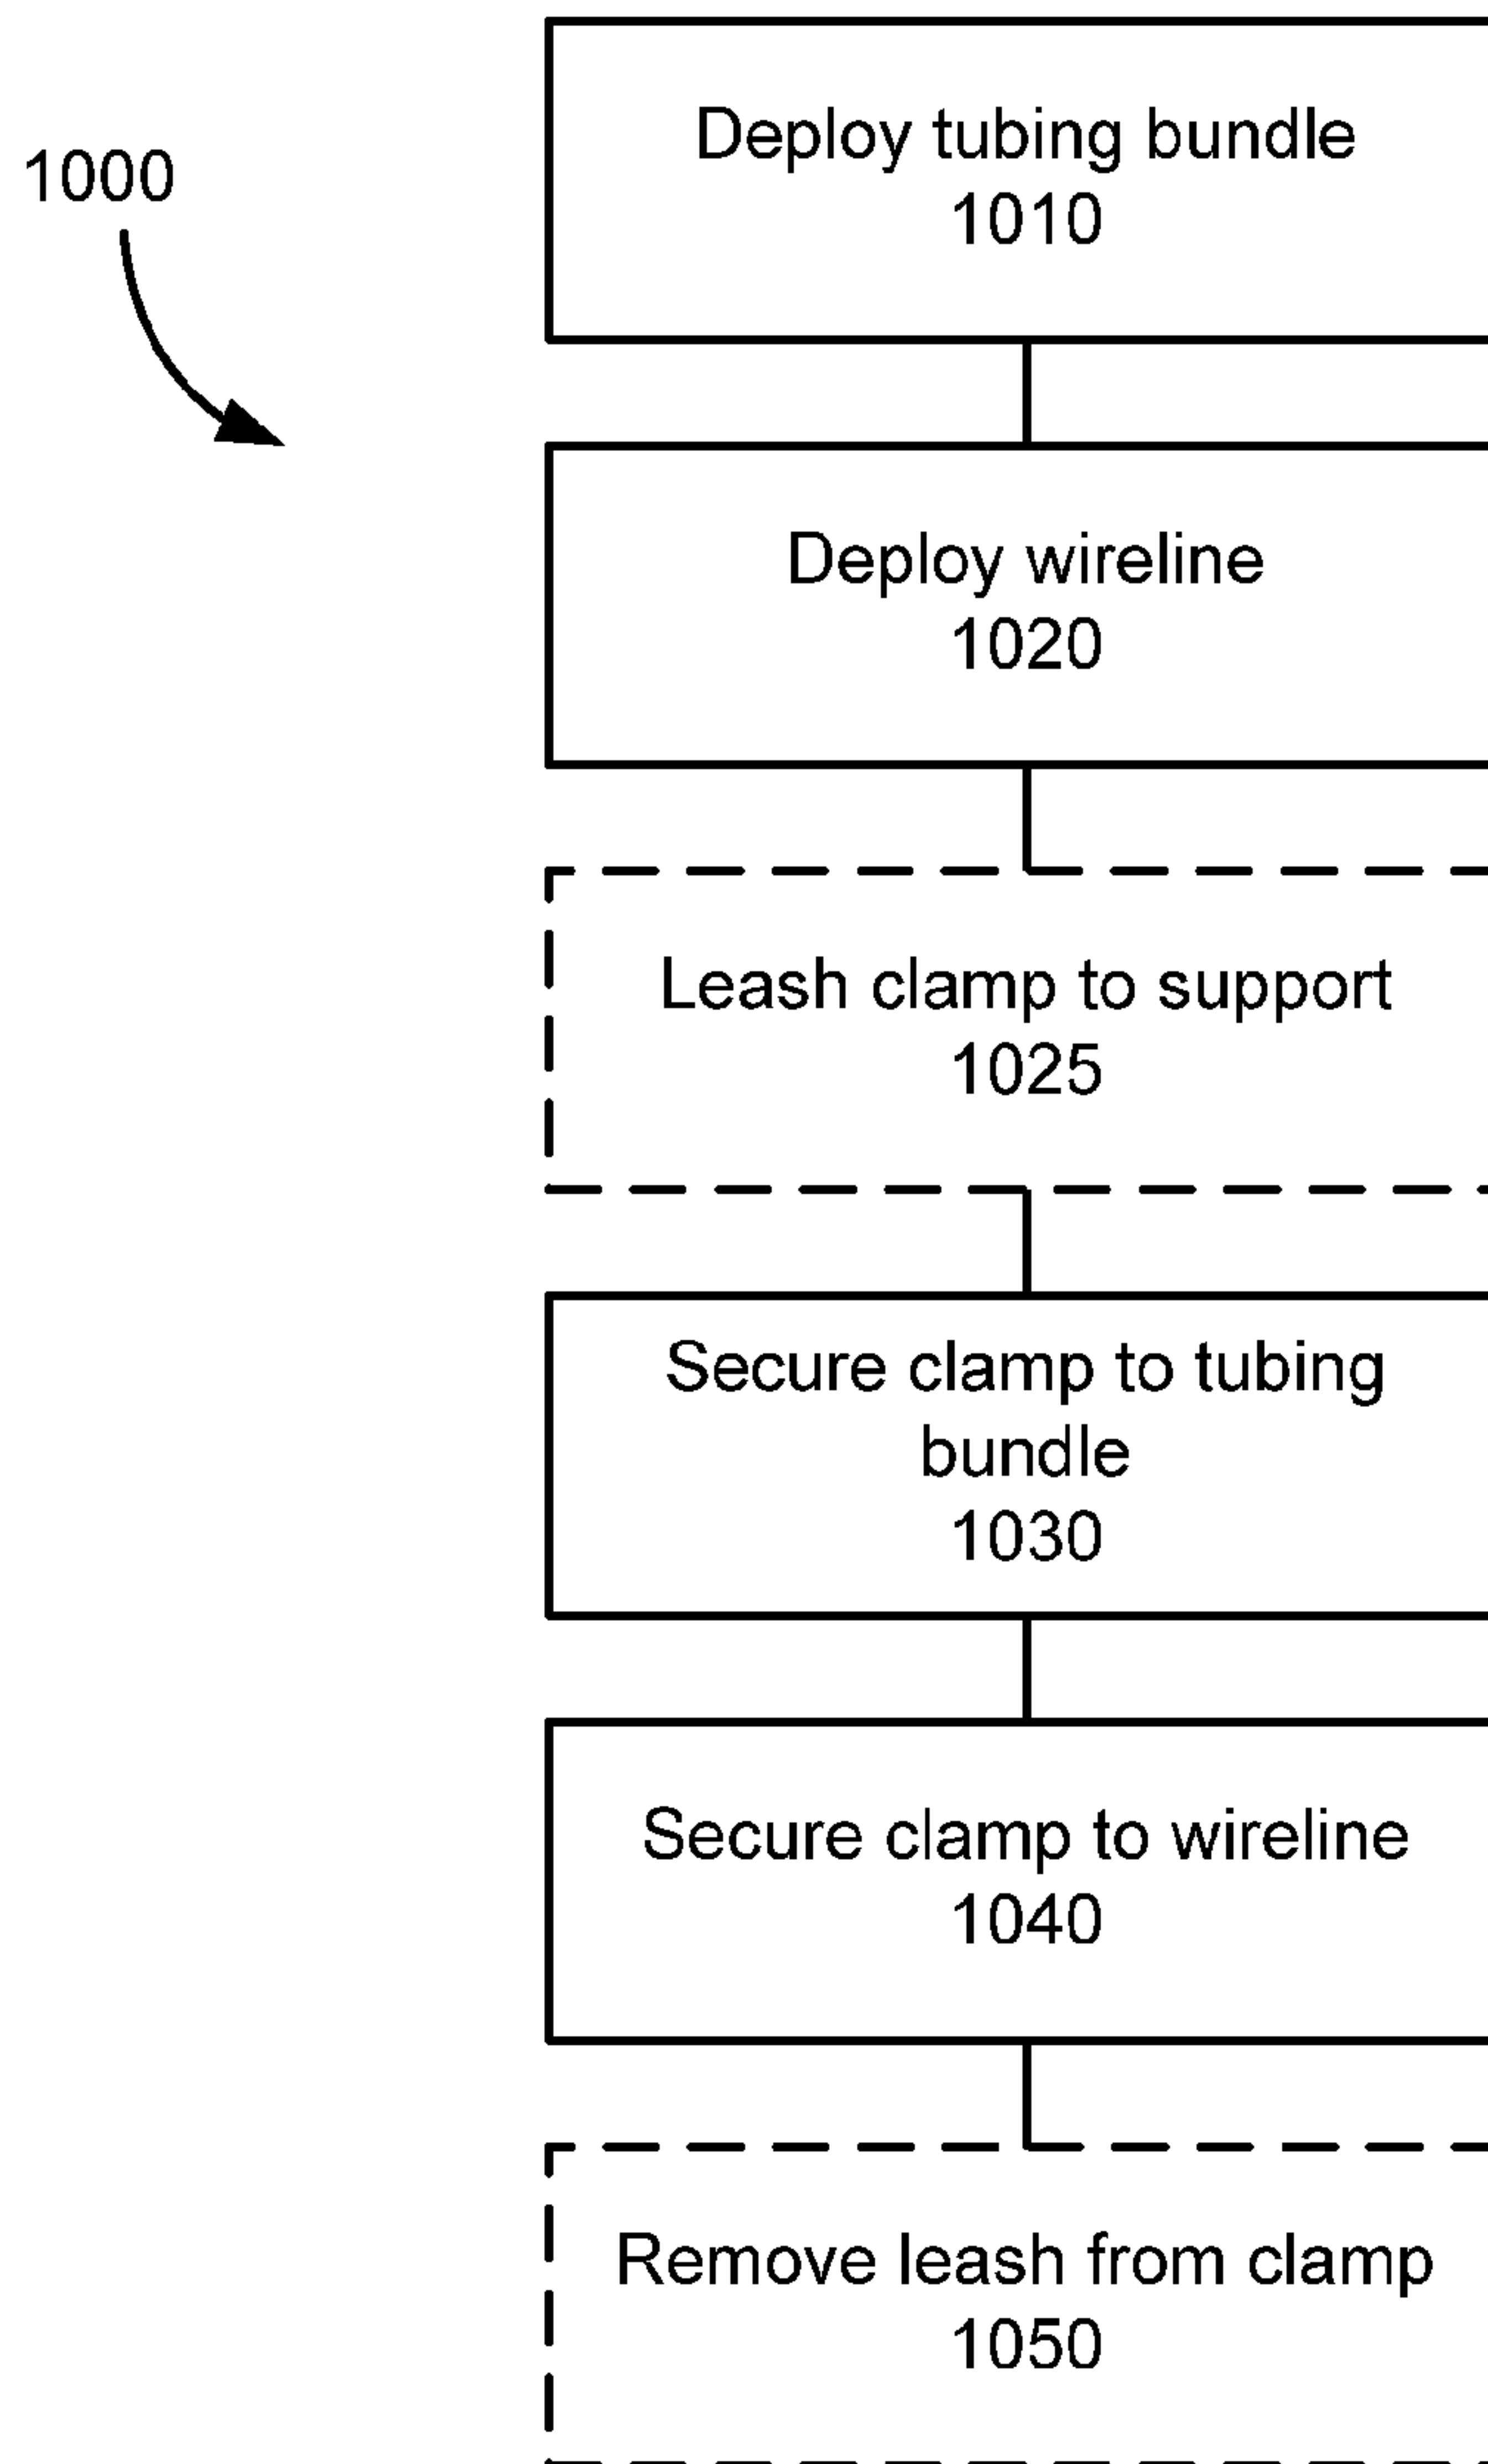 1000
Deploy tubing bundle
1010
Deploy wireline
1020
Leash clamp to support
1025
Secure clamp to tubing
bundle
1030
Secure clamp to wireline
1040
Remove leash from clamp
1050